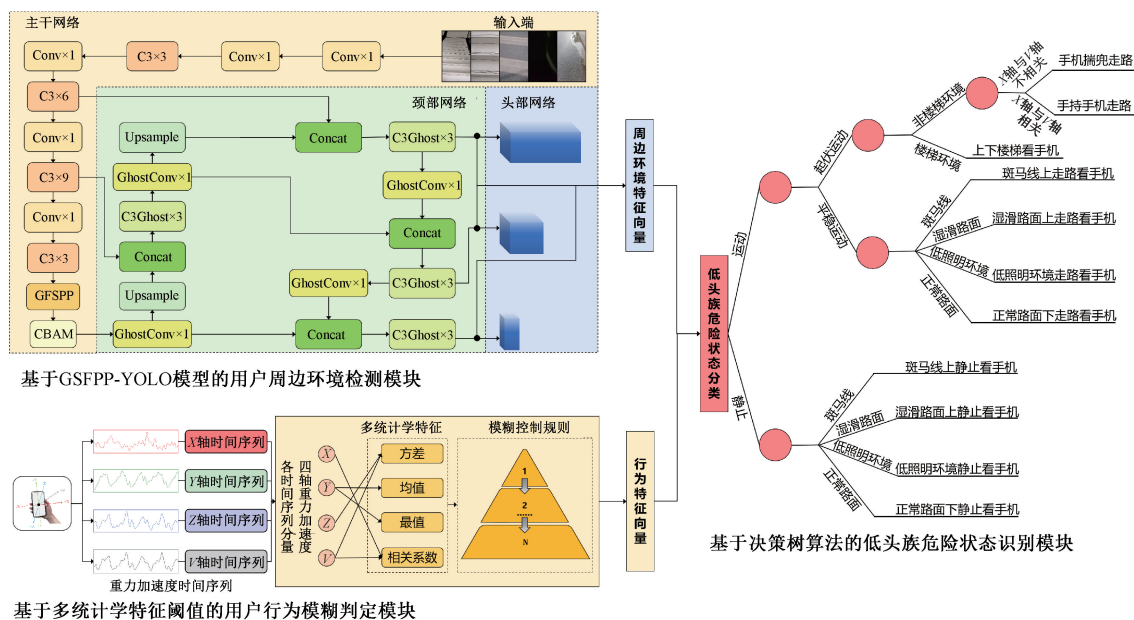 主干网络
输入端
Conv×1
C3×3
Conv×1
Conv×1
C3×6
Conv×1
C3×9
Conv×1
C3×3
GFSPP
CBAM
颈部网络
Upsample
GhostConv×1
C3Ghost×3
Concat
Upsample
GhostConv×1
Concat
C3Ghost×3
GhostConv×1
Concat
GhostConv×1
C3Ghost×3
Concat
C3Ghost×3
头部网络
基于GSFPP-YOLO模型的用户周边环境检测模块
周边环境特征向量
X轴时间序列
Y轴时间序列
Z轴时间序列
V轴时间序列
重力加速度时间序列
四轴重力加速度
各时间序列分量
X
Y
Z
V
多统计学特征
方差
均值
最值
相关系数
模糊控制规则
1
2
......
N
行为特征向量
基于多统计学特征阈值的用户行为模糊判定模块
低头族危险状态分类
运动
静止
起伏运动
平稳运动
非楼梯环境
楼梯环境
X轴与V轴
不相关
X轴与V轴
相关
手机揣兜走路
手持手机走路
上下楼梯看手机
斑马线
湿滑路面
低照明环境
正常路面
斑马线上走路看手机
湿滑路面上走路看手机
低照明环境走路看手机
正常路面下走路看手机
斑马线
湿滑路面
低照明环境
正常路面
斑马线上静止看手机
湿滑路面上静止看手机
低照明环境静止看手机
正常路面下静止看手机
基于决策树算法的低头族危险状态识别模块